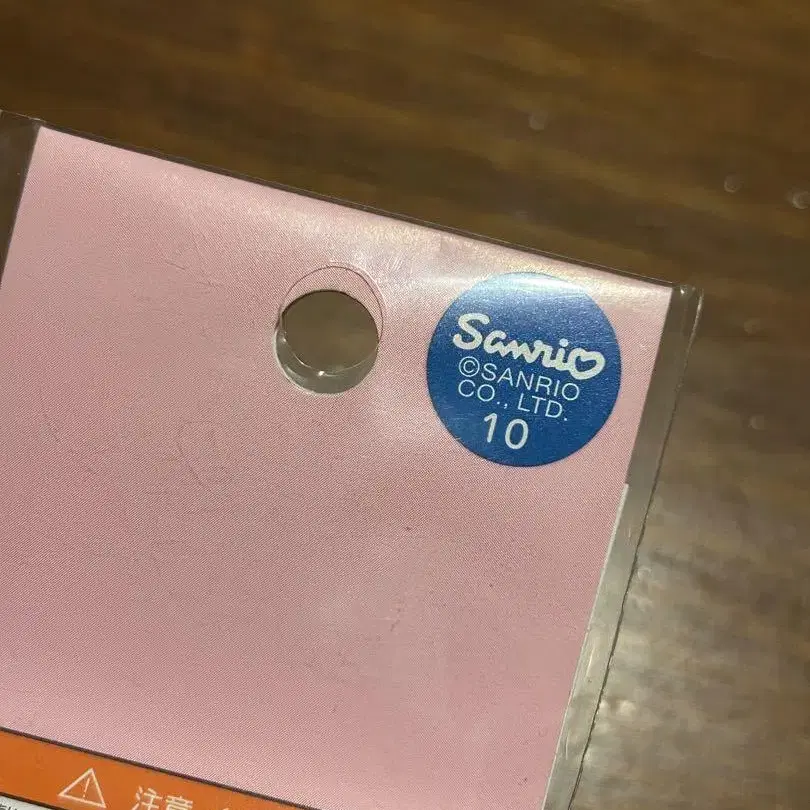 Sanrio
©SANRIO
CO., LTD.
10
注意